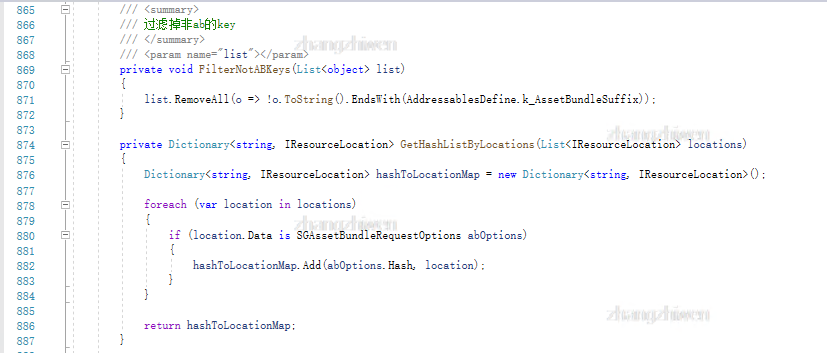 865 /// <summary>
866 /// 过滤掉非ab的key
867 /// </summary>
868 /// <param name="list"></param>
869 private void FilterNotABKeys(List<object> list)
870 {
871 list.RemoveAll(o => !o.ToString().EndsWith(AddressablesDefine.k_AssetBundleSuffix));
872 }
873
874 private Dictionary<string, IResourceLocation> GetHashListByLocations(List<IResourceLocation> locations)
875 {
876 Dictionary<string, IResourceLocation> hashToLocationMap = new Dictionary<string, IResourceLocation>();
877
878 foreach (var location in locations)
879 {
880 if (location.Data is SGAssetBundleRequestOptions abOptions)
881 {
882 hashToLocationMap.Add(abOptions.Hash, location);
883 }
884 }
885
886 return hashToLocationMap;
887 }
zhangzhiwen
zhangzhiwen
zhangzhiwen
zhangzhiwen